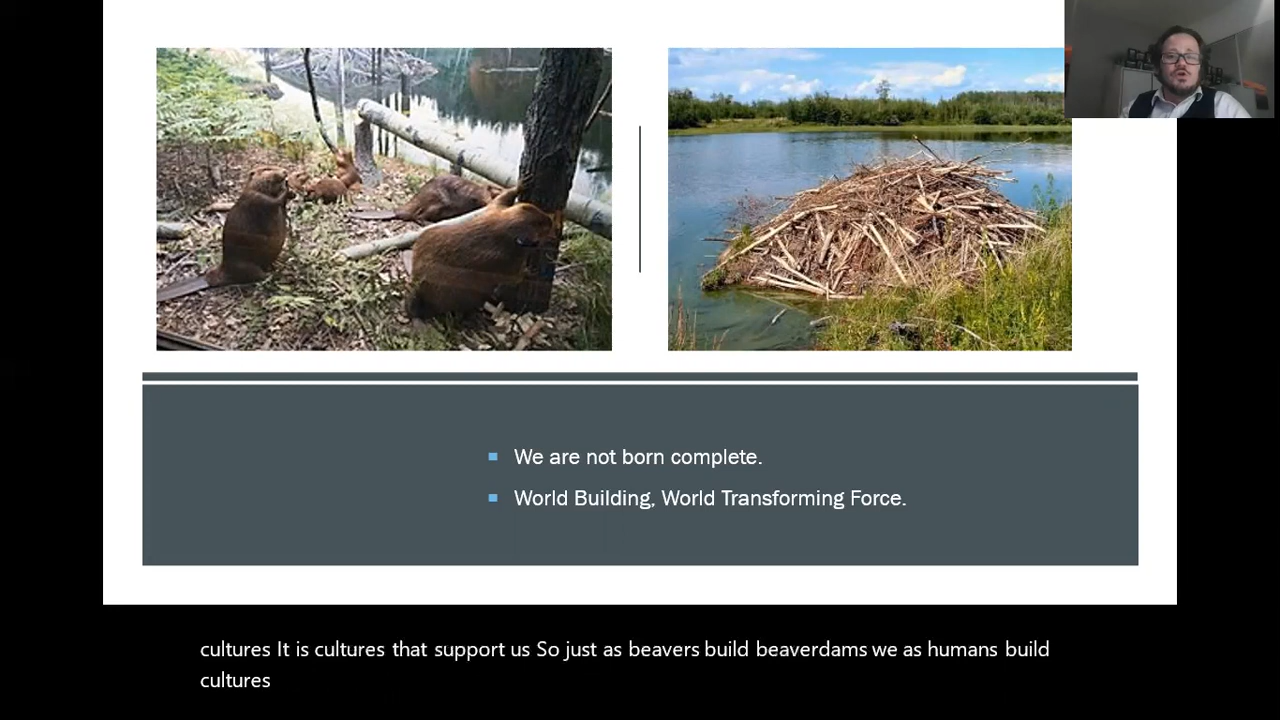 We are not born complete.
World Building, World Transforming Force.
cultures It is cultures that support us So just as beavers build beaverdams we as humans build
cultures